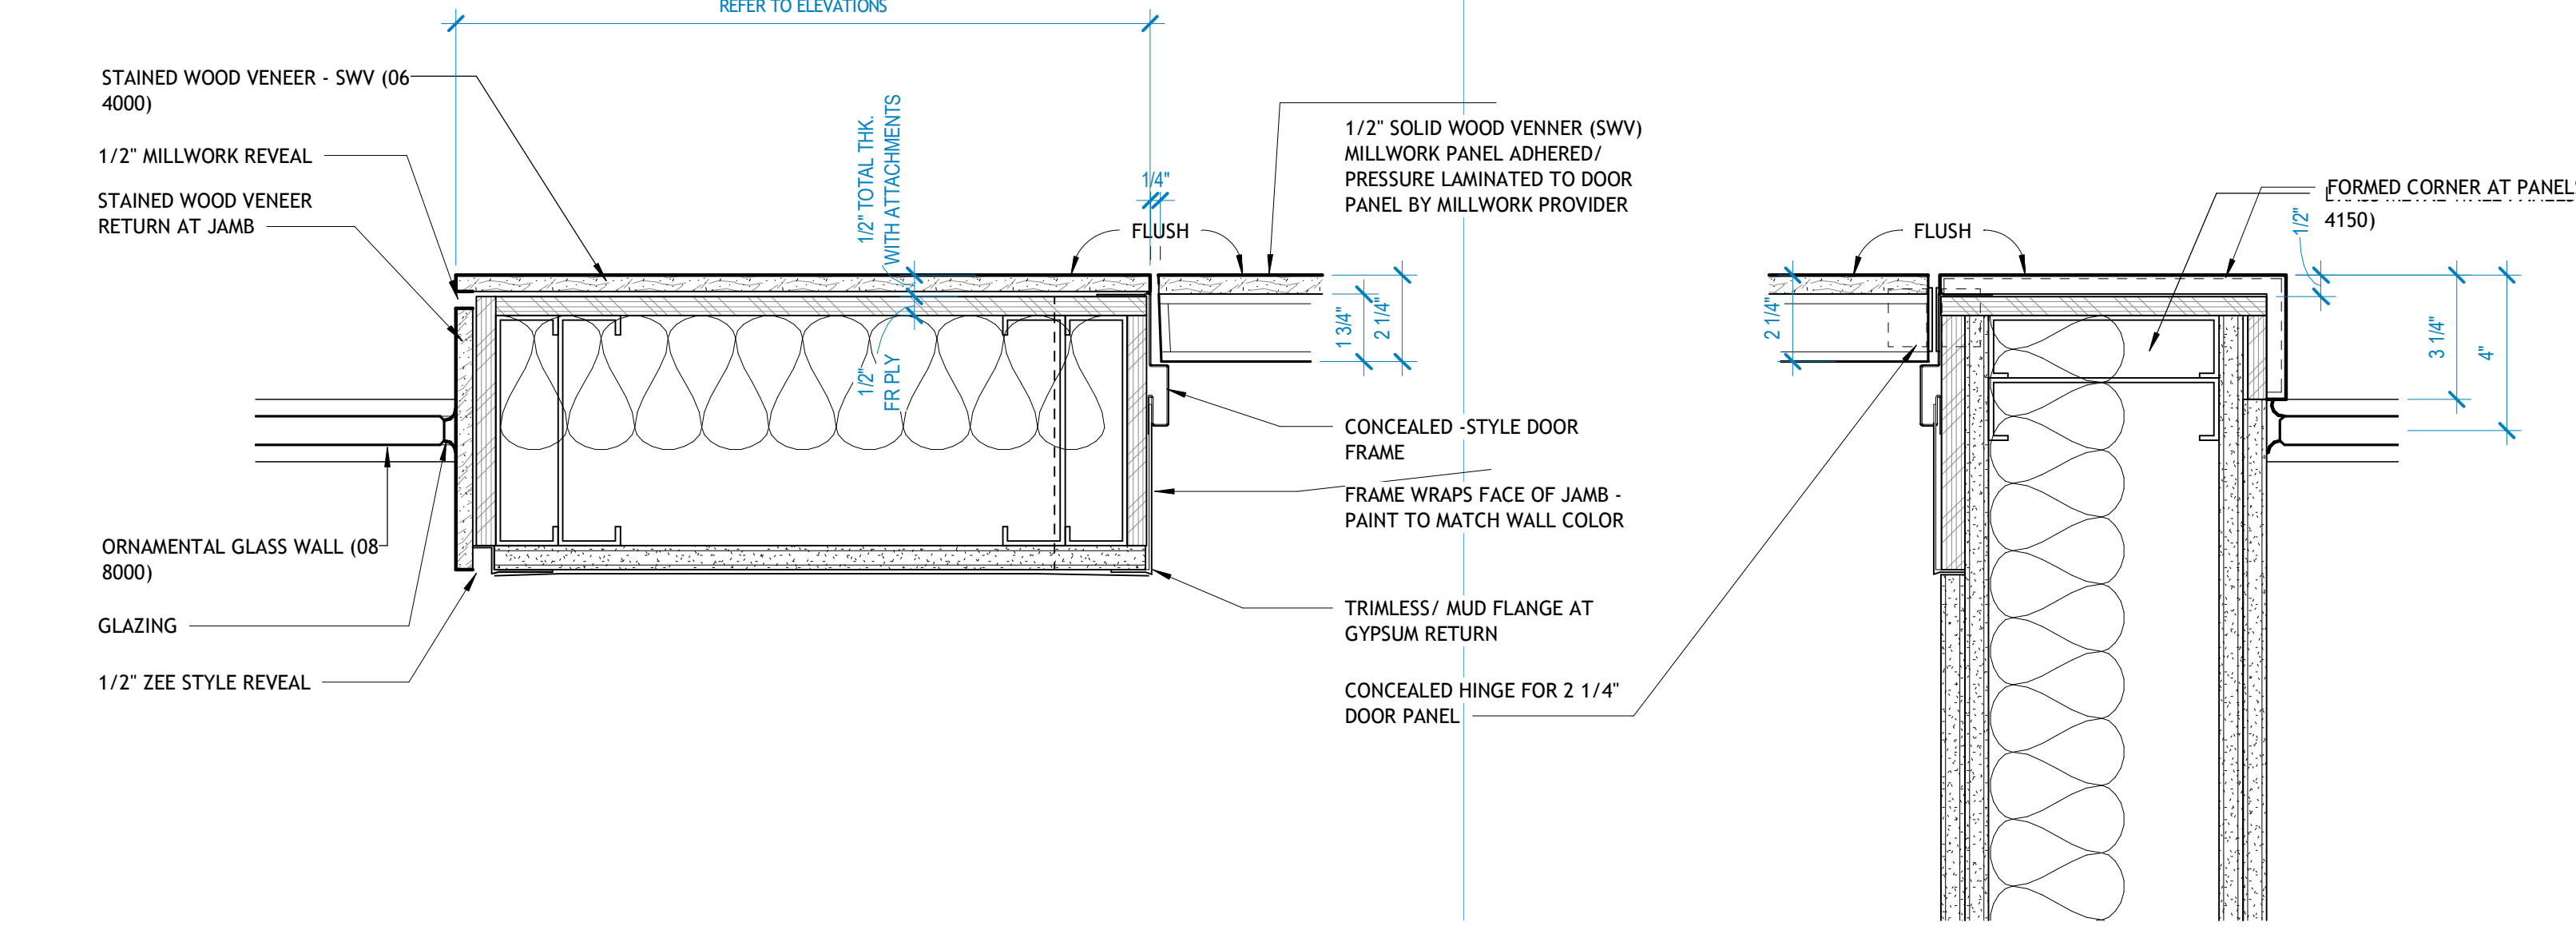 REFER TO ELEVATIONS
STAINED WOOD VENEER - SWV (06
4000)
1/2" MILLWORK REVEAL
STAINED WOOD VENEER
RETURN AT JAMB
ORNAMENTAL GLASS WALL (08
8000)
GLAZING
1/2" ZEE STYLE REVEAL
1/2" TOTAL THK.
WITH ATTACHMENTS
1/2"
FR PLY
1/4"
FLUSH
1 3/4"
2 1/4"
1/2" SOLID WOOD VENNER (SWV)
MILLWORK PANEL ADHERED/
PRESSURE LAMINATED TO DOOR
PANEL BY MILLWORK PROVIDER
CONCEALED -STYLE DOOR
FRAME
FRAME WRAPS FACE OF JAMB -
PAINT TO MATCH WALL COLOR
TRIMLESS/ MUD FLANGE AT
GYPSUM RETURN
CONCEALED HINGE FOR 2 1/4"
DOOR PANEL
2 1/4"
FLUSH
FORMED CORNER AT PANEL
4150)
1/2"
3 1/4"
4"